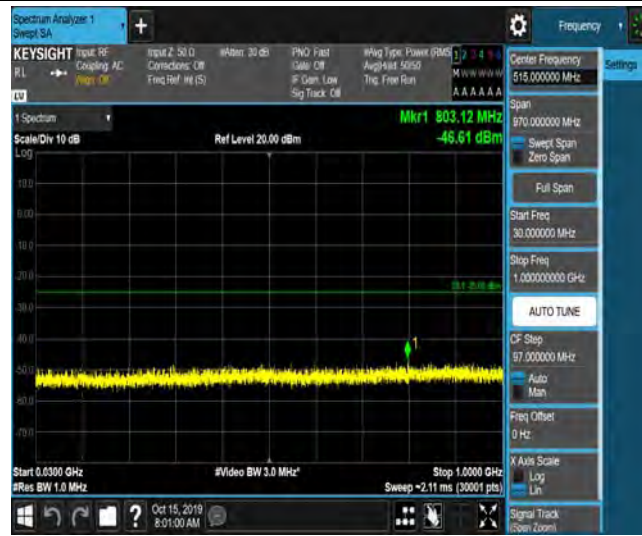 Spectrum Analyzer 1
Swept SA
+
Frequency
KEYSIGHT
Input: RF
Coupling: AC
Align: Off
Input Z: 50 Ω
Corrections: Off
Freq Ref: Int (S)
#Atten: 30 dB
PNO: Fast
Gate: Off
IF Gain: Low
Sig Track: Off
#Avg Type: Power (RMS)
Avg|Hold: 50/50
Trig: Free Run
1 2 3 4 5 6
M W W W W W
A A A A A A
RL
LV
1 Spectrum
Scale/Div 10 dB
Log
Ref Level 20.00 dBm
Mkr1 803.12 MHz
-46.61 dBm
10.0
0.00
-10.0
-20.0
-30.0
-40.0
-50.0
-60.0
-70.0
1
Start 0.0300 GHz
#Res BW 1.0 MHz
#Video BW 3.0 MHz*
Stop 1.0000 GHz
Sweep ~2.11 ms (30001 pts)
Center Frequency
515.000000 MHz
Settings
Span
970.000000 MHz
Swept Span
Zero Span
Full Span
Start Freq
30.000000 MHz
Stop Freq
1.000000000 GHz
AUTO TUNE
CF Step
97.000000 MHz
Auto
Man
Freq Offset
0 Hz
X Axis Scale
Log
Lin
Signal Track
(Span Zoom)
?
Oct 15, 2019
8:01:00 AM